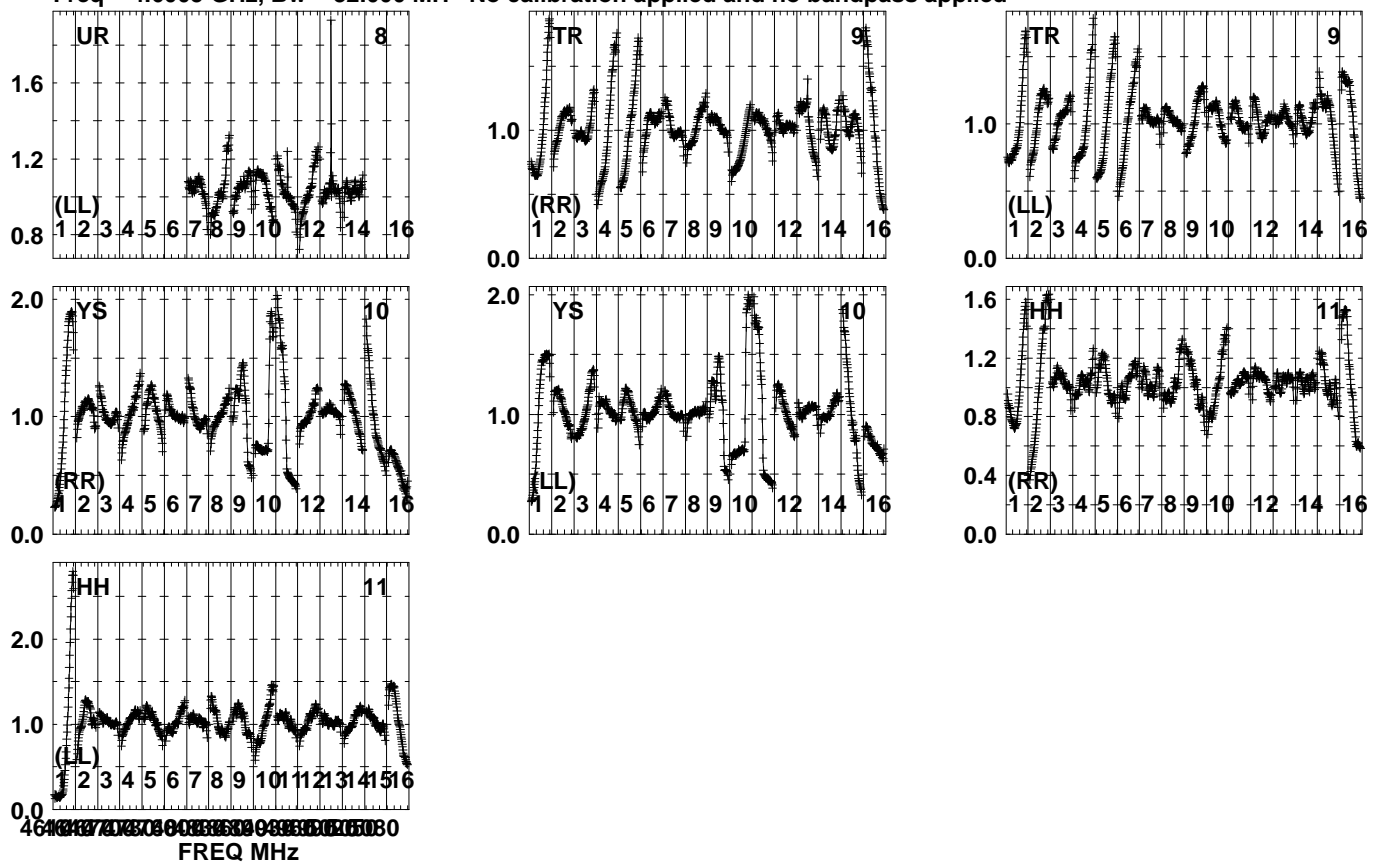 No calibration applied and no bandpass applied
UR 8
1.6
1.2
(LL)
0.8
1 2 3 4 5 6 7 8 9 10 12 14 16
TR 9
1.0
(RR)
1 2 3 4 5 6 7 8 9 10 12 14 16
0.0
TR 9
1.0
(LL)
1 2 3 4 5 6 7 8 9 10 12 14 16
0.0
2.0
YS 10
1.0
(RR)
1 2 3 4 5 6 7 8 9 10 12 14 16
0.0
2.0
YS 10
1.0
(LL)
1 2 3 4 5 6 7 8 9 10 12 14 16
0.0
1.6
HH 11
1.2
0.8
0.4
(RR)
1 2 3 4 5 6 7 8 9 10 12 14 16
0.0
HH 11
2.0
1.0
(LL)
1 2 3 4 5 6 7 8 9 10 11 12 13 14 15 16
0.0
FREQ MHz